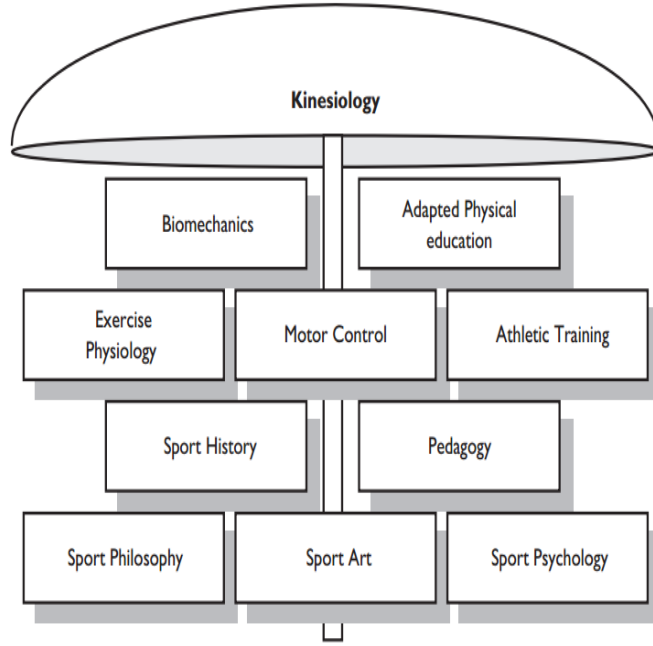 Kinesiology
Biomechanics
Adapted Physical
education
Exercise
Physiology
Motor Control
Athletic Training
Sport History
Pedagogy
Sport Philosophy
Sport Art
Sport Psychology